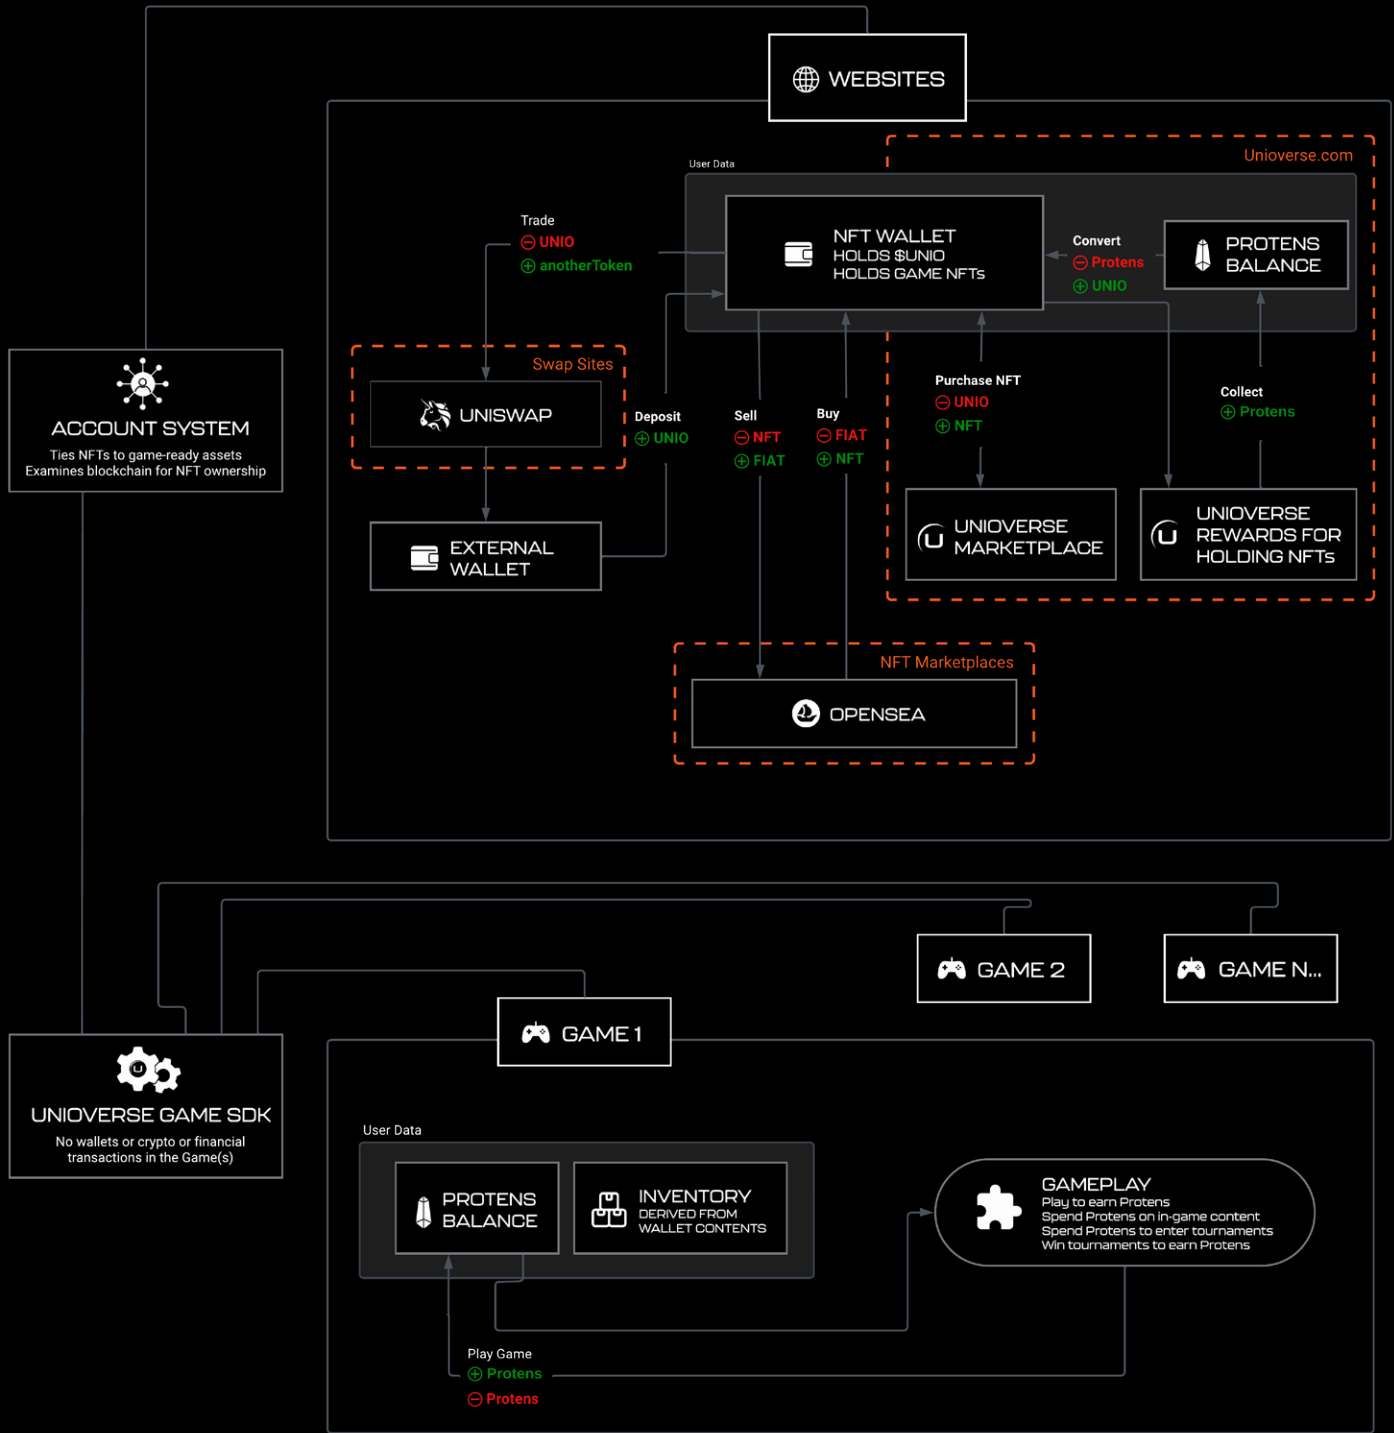 WEBSITES
Unioverse.com
User Data
Trade
UNIO
anotherToken
NFT WALLET
HOLDS $UNIO
HOLDS GAME NFTs
Convert
Protens
UNIO
PROTENS
BALANCE
Swap Sites
UNISWAP
ACCOUNT SYSTEM
Ties NFTs to game-ready assets
Examines blockchain for NFT ownership
Deposit
UNIO
Sell
NFT
FIAT
Buy
FIAT
NFT
Purchase NFT
UNIO
NFT
Collect
Protens
EXTERNAL
WALLET
U
UNIOVERSE
MARKETPLACE
U
UNIOVERSE
REWARDS FOR
HOLDING NFTs
NFT Marketplaces
OPENSEA
GAME 2
GAME N...
GAME 1
U
UNIOVERSE GAME SDK
No wallets or crypto or financial
transactions in the Game(s)
User Data
PROTENS
BALANCE
INVENTORY
DERIVED FROM
WALLET CONTENTS
GAMEPLAY
Play to earn Protens
Spend Protens on in-game content
Spend Protens to enter tournaments
Win tournaments to earn Protens
Play Game
Protens
Protens